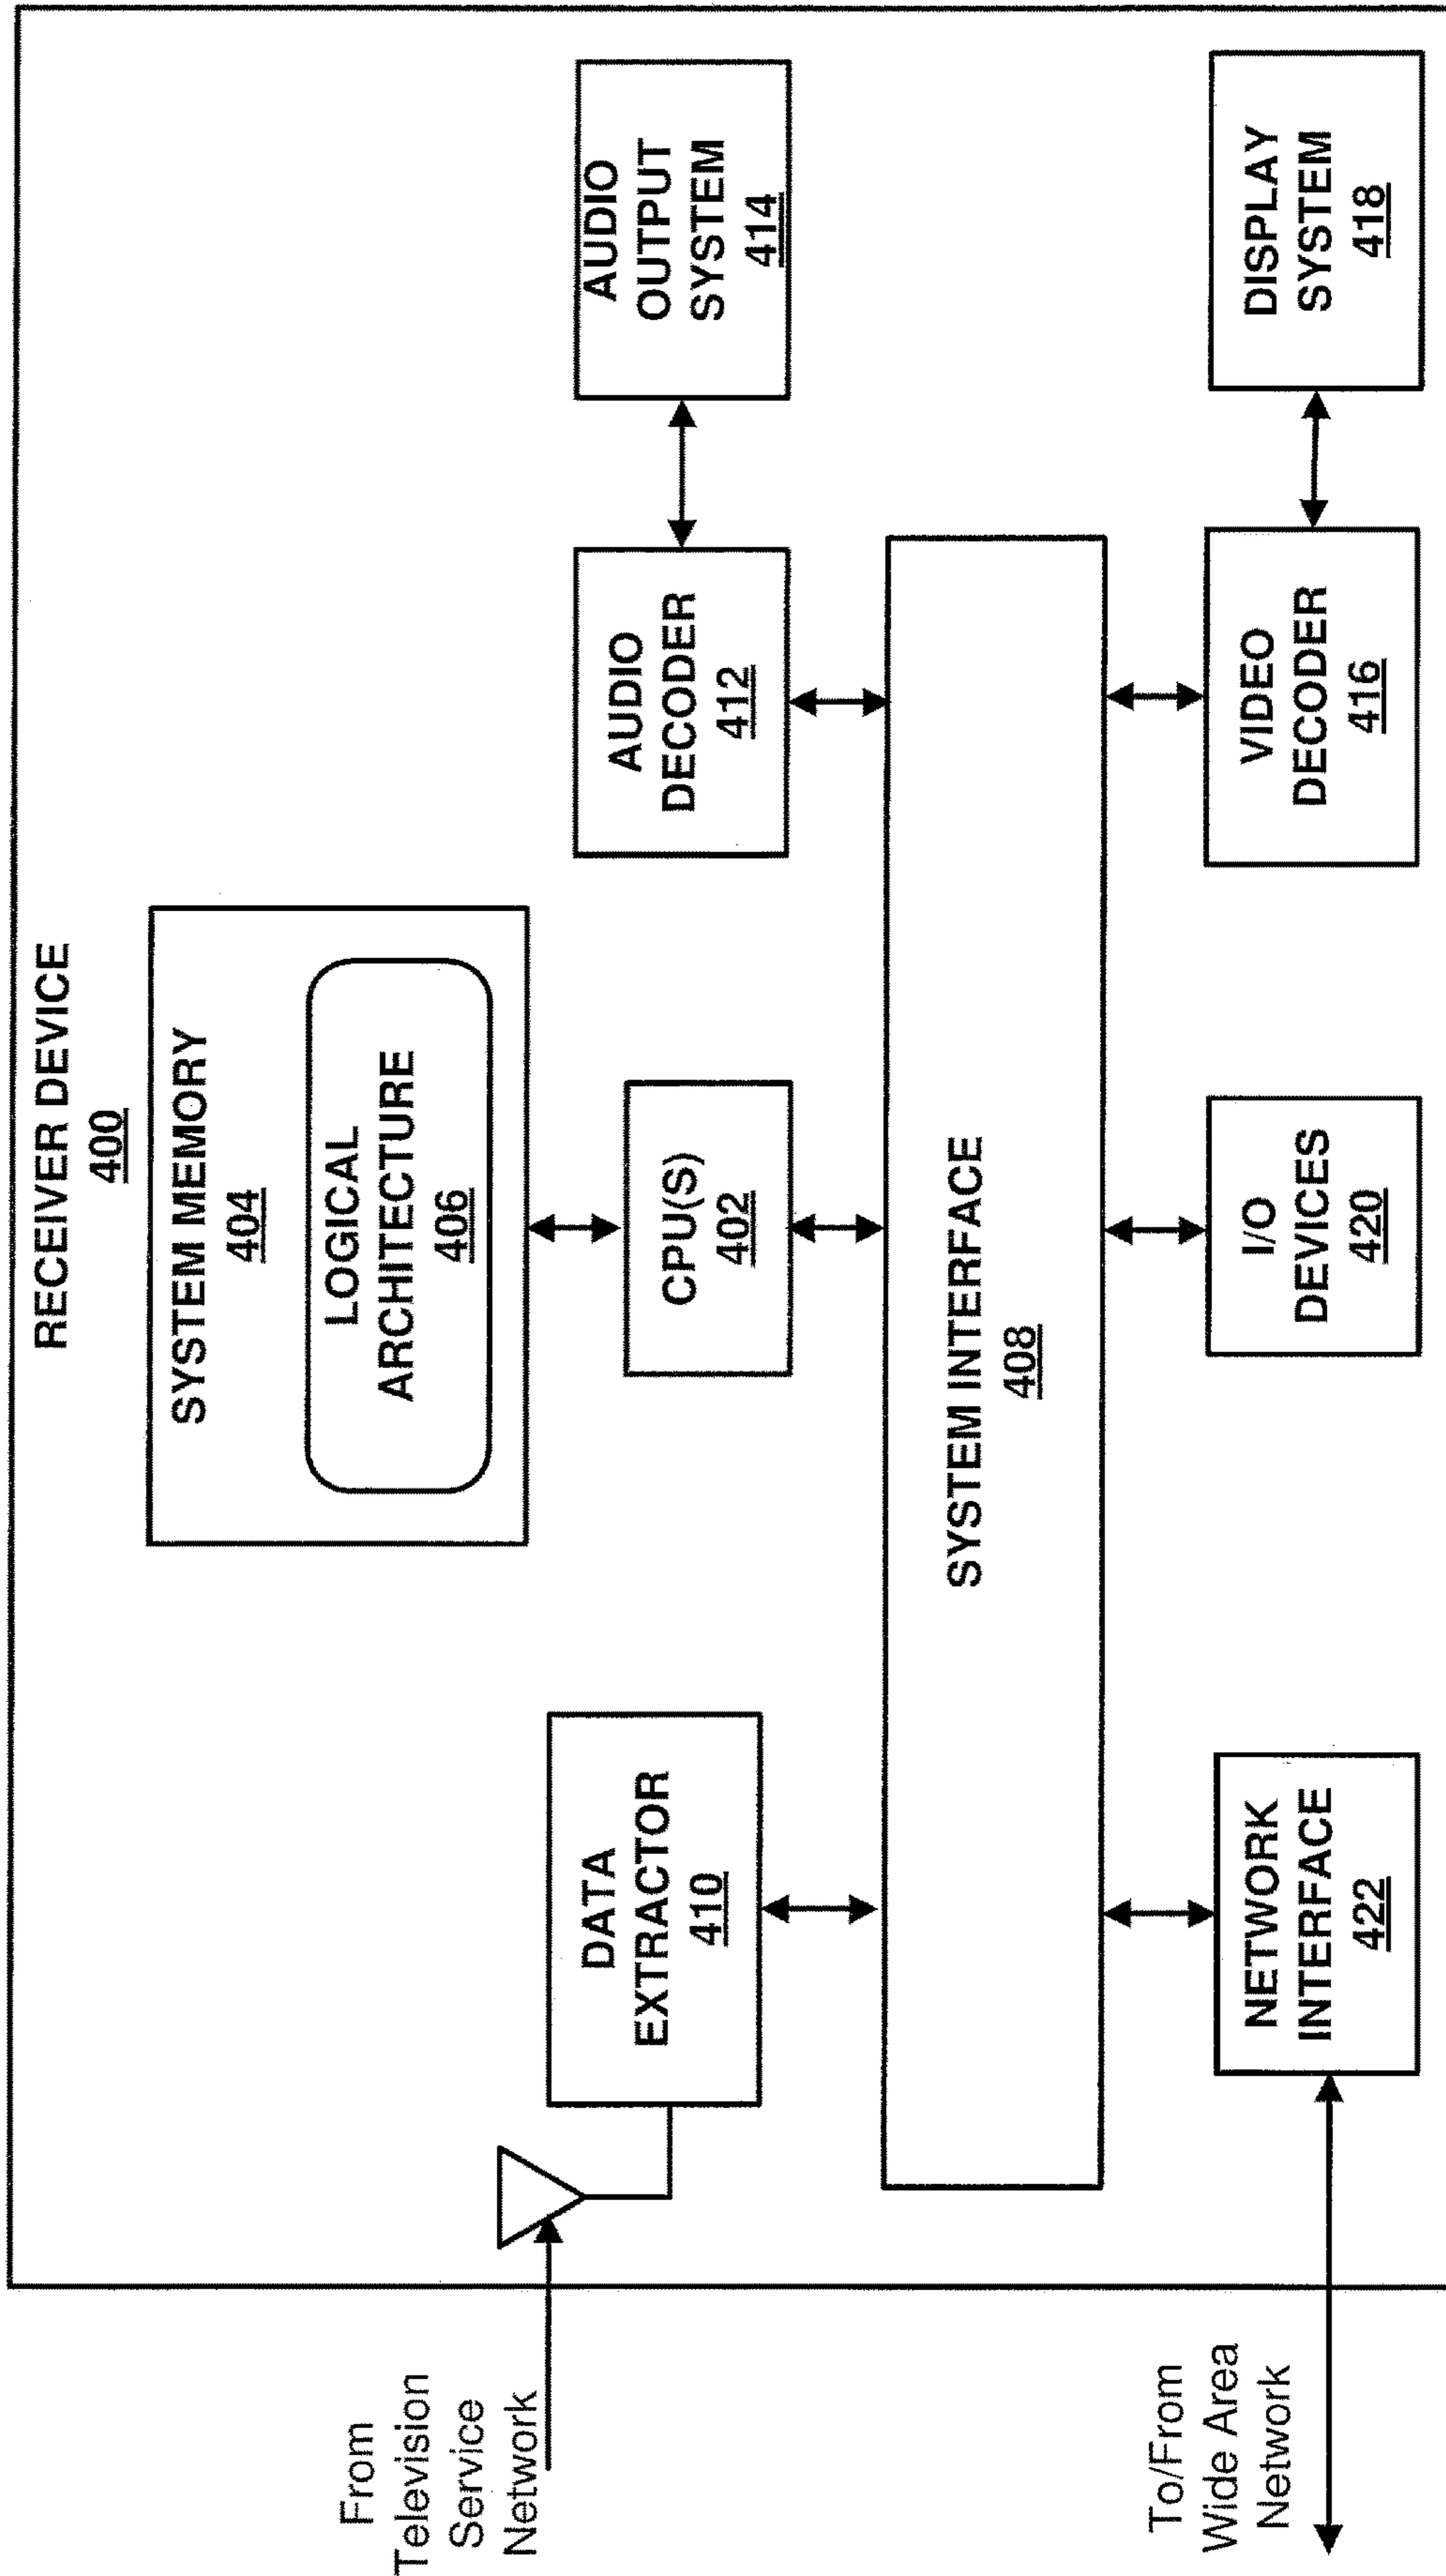 RECEIVER DEVICE
400
SYSTEM MEMORY
404
LOGICAL
ARCHITECTURE
406
From
Television
Service
Network
DATA
EXTRACTOR
410
CPU(S)
402
AUDIO
DECODER
412
AUDIO
OUTPUT
SYSTEM
414
SYSTEM INTERFACE
408
To/From
Wide Area
Network
NETWORK
INTERFACE
422
I/O
DEVICES
420
VIDEO
DECODER
416
DISPLAY
SYSTEM
418